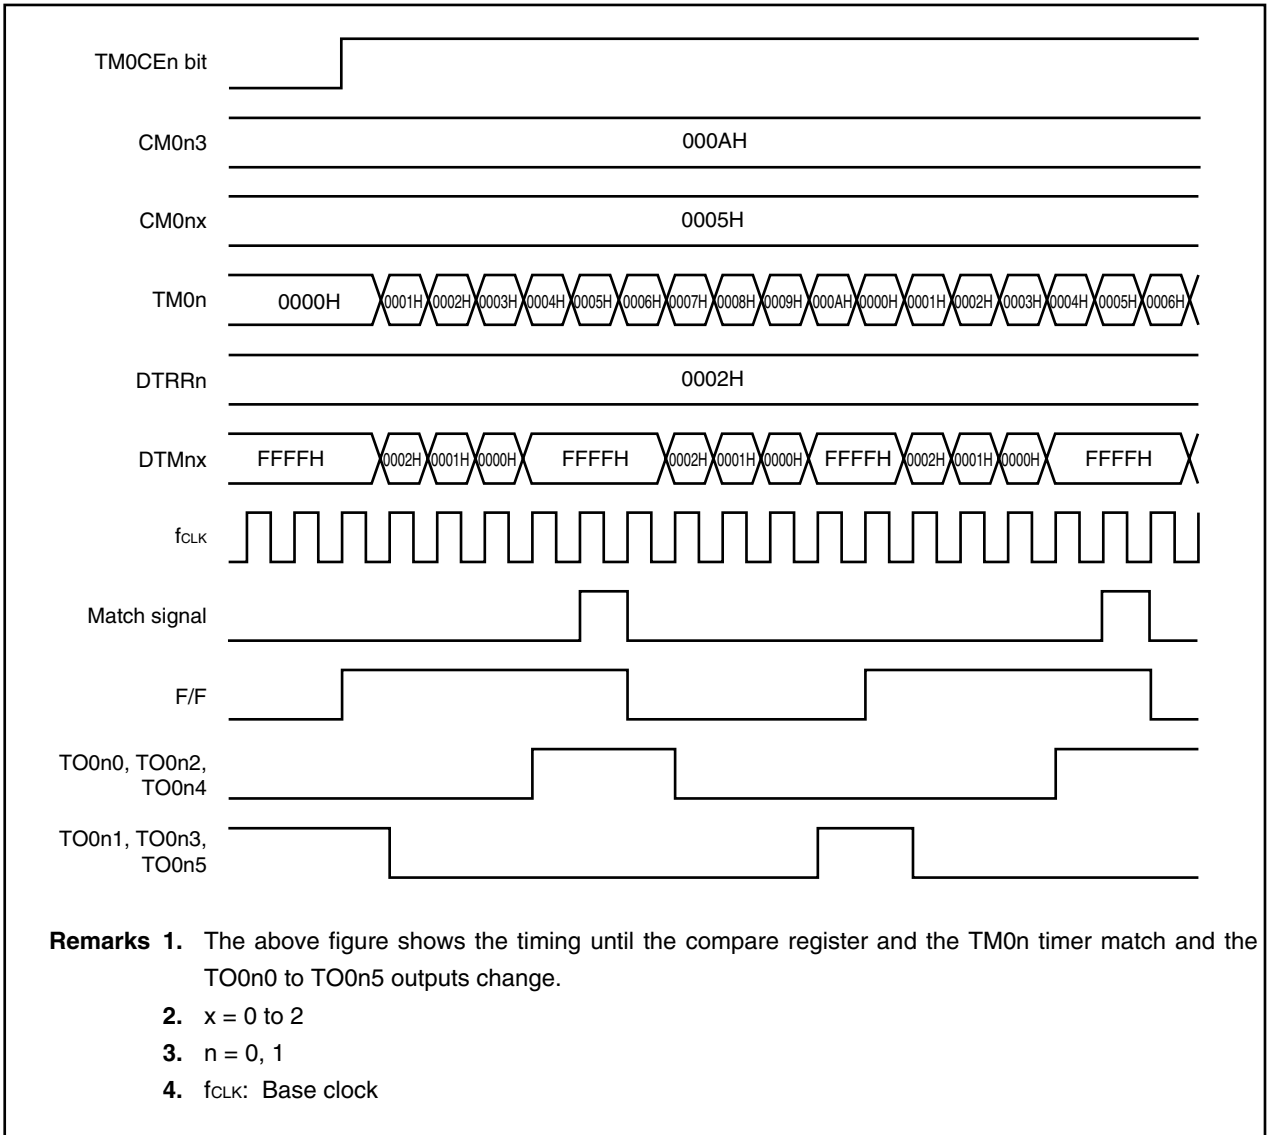 TM0CEn bit
CM0n3 000AH
CM0nx 0005H
TM0n 0000H 0001H 0002H 0003H 0004H 0005H 0006H 0007H 0008H 0009H 000AH 0000H 0001H 0002H 0003H 0004H 0005H 0006H
DTRRn 0002H
DTMnx FFFFH 0002H 0001H 0000H FFFFH 0002H 0001H 0000H FFFFH 0002H 0001H 0000H FFFFH
fCLK
Match signal
F/F
TO0n0, TO0n2,
TO0n4
TO0n1, TO0n3,
TO0n5
Remarks 1. The above figure shows the timing until the compare register and the TM0n timer match and the
TO0n0 to TO0n5 outputs change.
2. x = 0 to 2
3. n = 0, 1
4. fCLK: Base clock